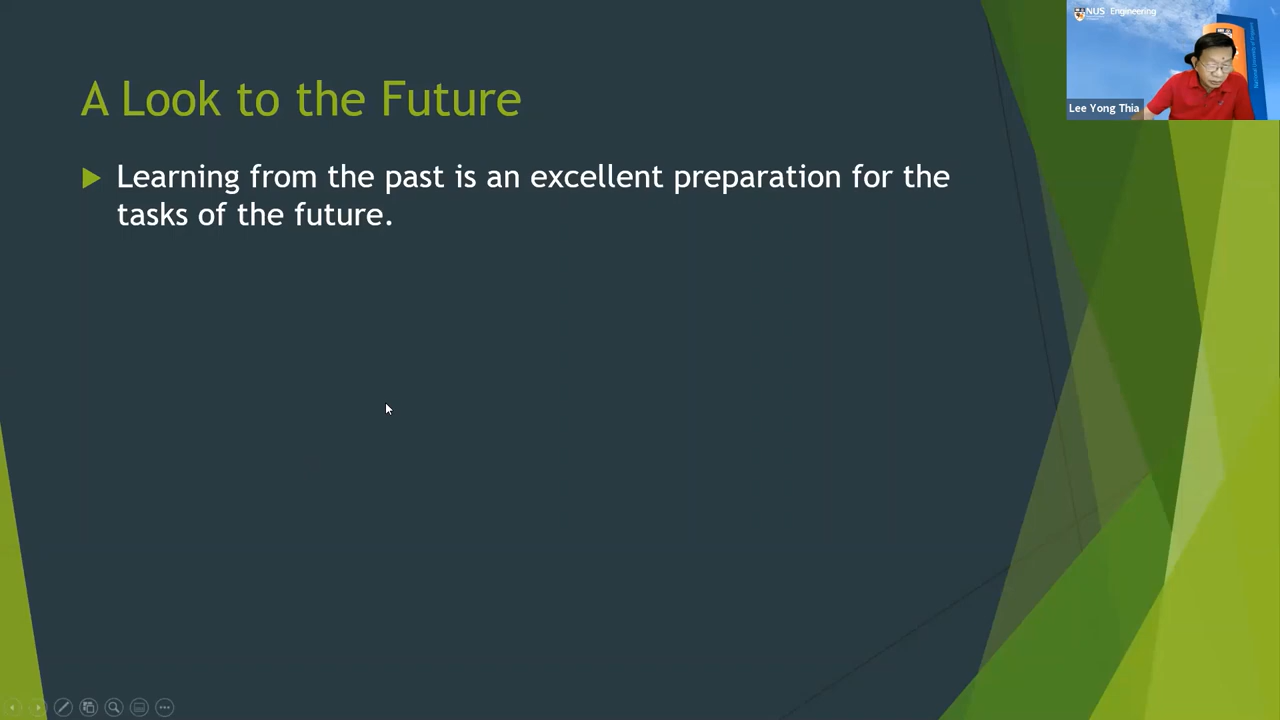 A Look to the Future
Learning from the past is an excellent preparation for the
tasks of the future.
NUS Engineering
Lee Yong Thia